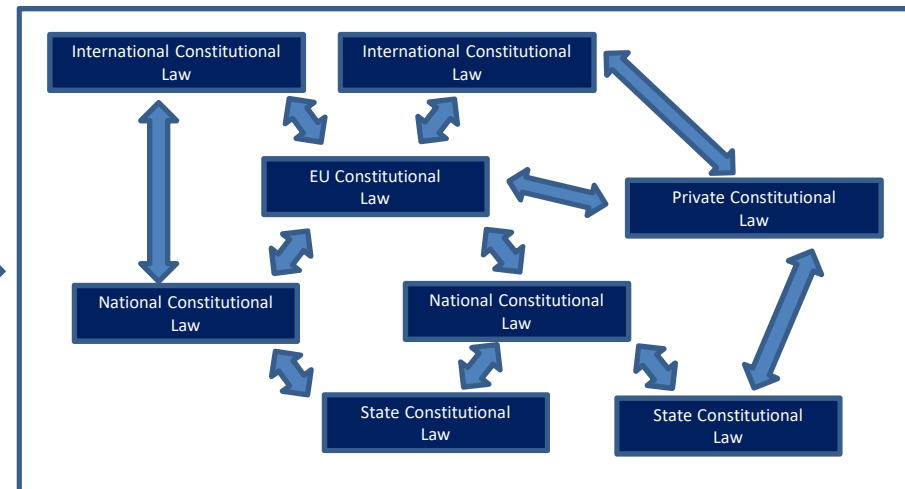 International Constitutional
Law
International Constitutional
Law
EU Constitutional
Law
Private Constitutional
Law
National Constitutional
Law
National Constitutional
Law
State Constitutional
Law
State Constitutional
Law